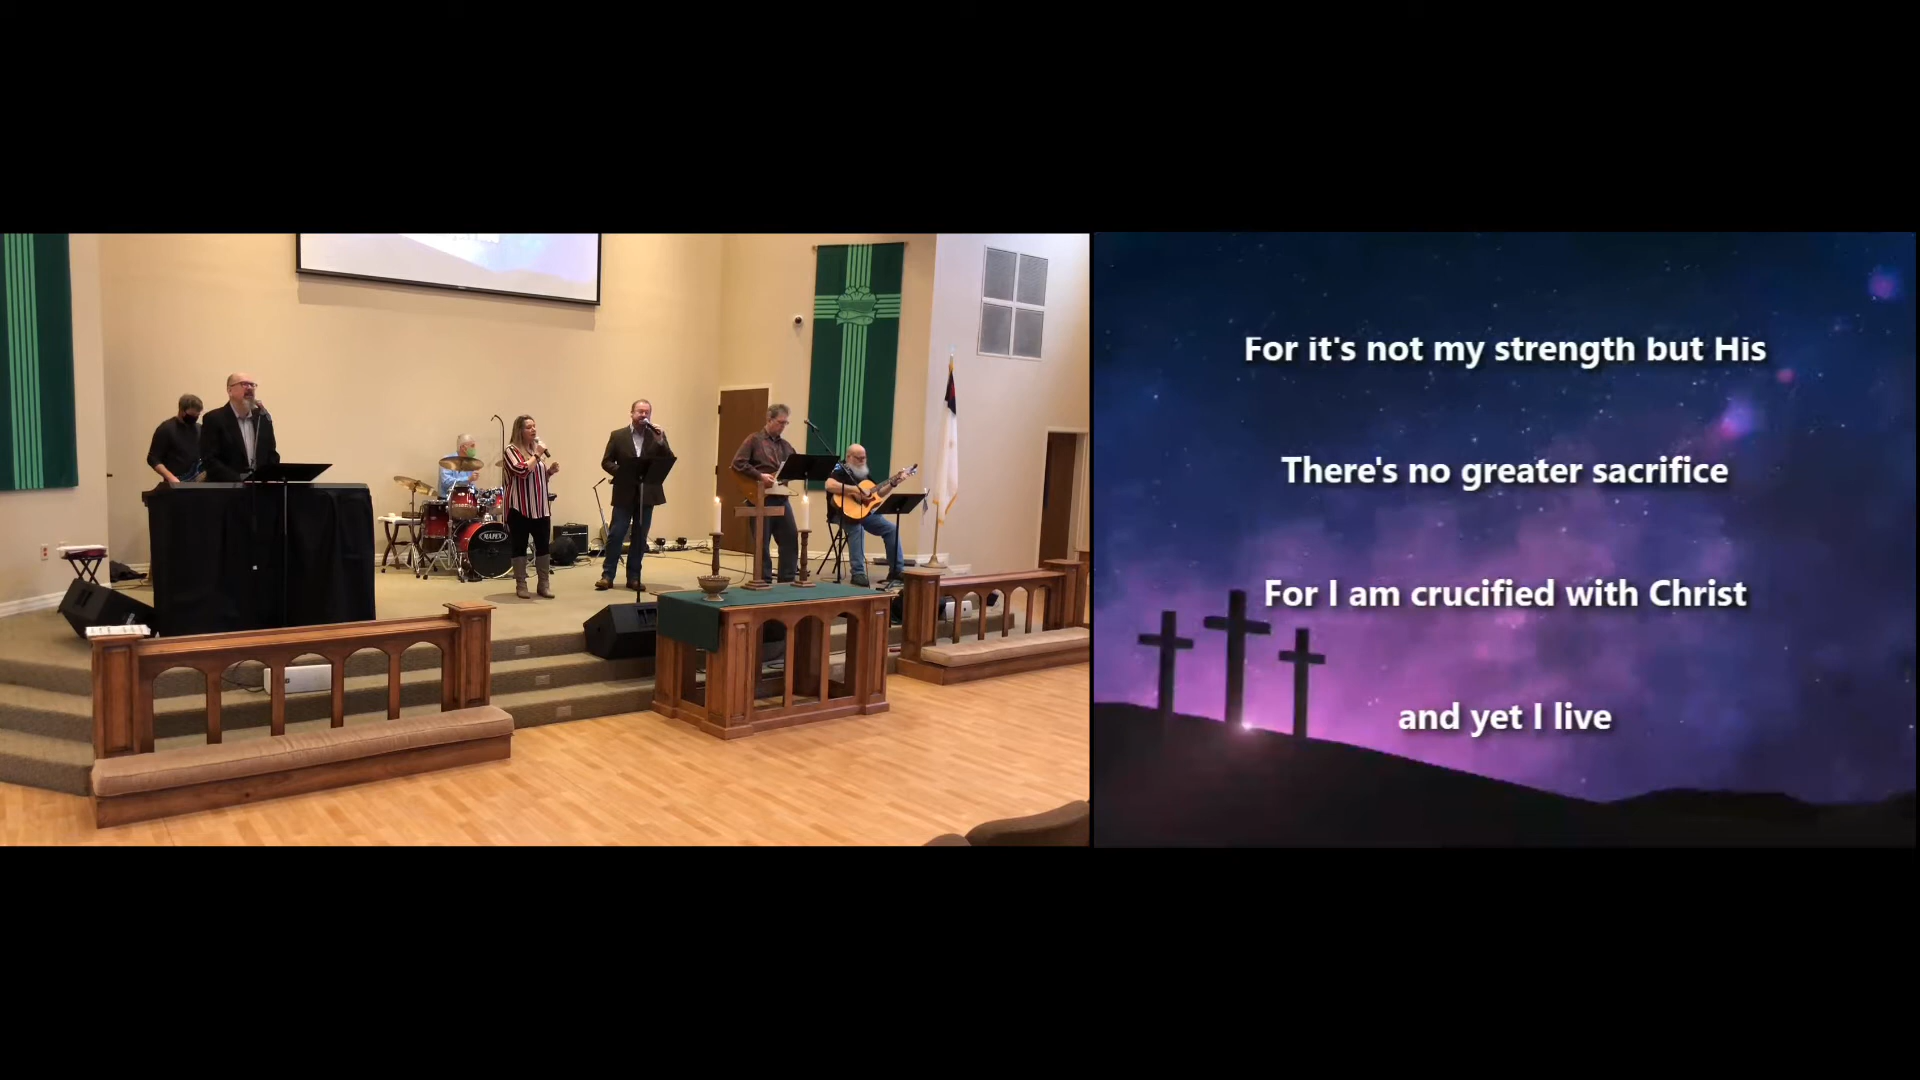 MAPEX
For it's not my strength but His
There's no greater sacrifice
For I am crucified with Christ
and yet I live